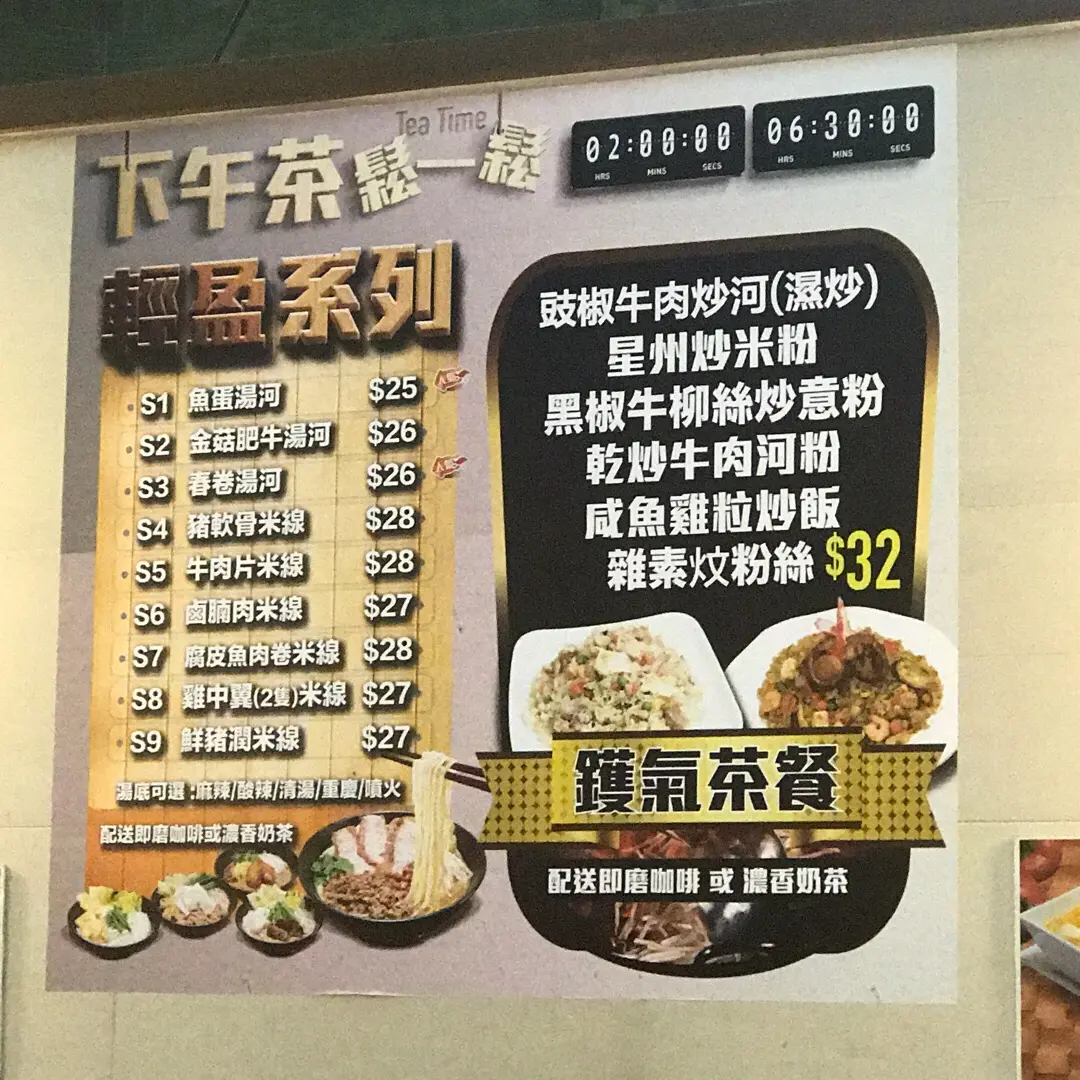 Tea Time
下午茶鬆一鬆
02:00:00
HRS MINS SECS
06:30:00
HRS MINS SECS
輕盈系列
S1 魚蛋湯河 $25
S2 金菇肥牛湯河 $26
S3 春卷湯河 $26
S4 豬軟骨米線 $28
S5 牛肉片米線 $28
S6 鹵腩肉米線 $27
S7 腐皮魚肉卷米線 $28
S8 雞中翼(2隻)米線 $27
S9 鮮豬潤米線 $27
湯底可選:麻辣/酸辣/清湯/重慶/噴火
配送即磨咖啡或濃香奶茶
豉椒牛肉炒河(濕炒)
星州炒米粉
黑椒牛柳絲炒意粉
乾炒牛肉河粉
咸魚雞粒炒飯
雜素炆粉絲 $32
鑊氣茶餐
配送即磨咖啡 或 濃香奶茶